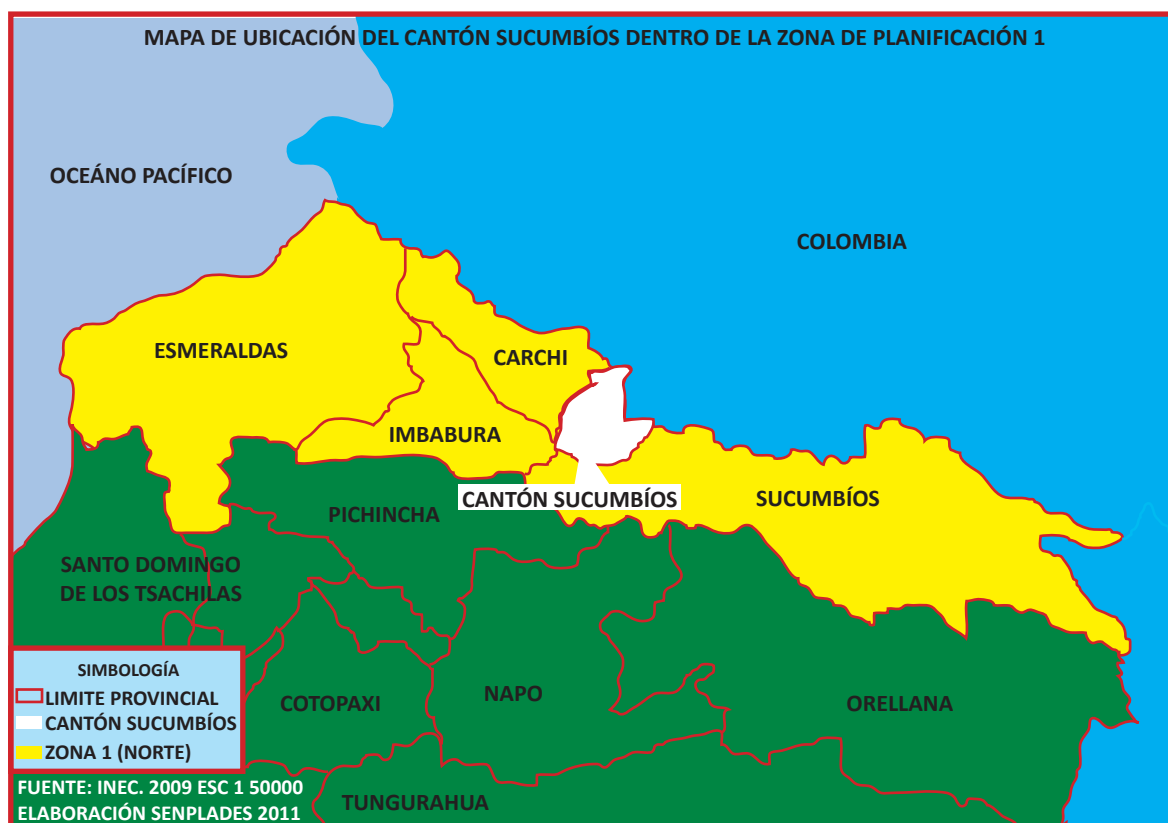 MAPA DE UBICACIÓN DEL CANTÓN SUCUMBÍOS DENTRO DE LA ZONA DE PLANIFICACIÓN 1
OCEÁNO PACÍFICO
COLOMBIA
ESMERALDAS
CARCHI
IMBABURA
CANTÓN SUCUMBÍOS
SUCUMBÍOS
PICHINCHA
SANTO DOMINGO
DE LOS TSACHILAS
COTOPAXI
NAPO
ORELLANA
TUNGURAHUA
SIMBOLOGÍA
LIMITE PROVINCIAL
CANTÓN SUCUMBÍOS
ZONA 1 (NORTE)
FUENTE: INEC. 2009 ESC 1 50000
ELABORACIÓN SENPLADES 2011